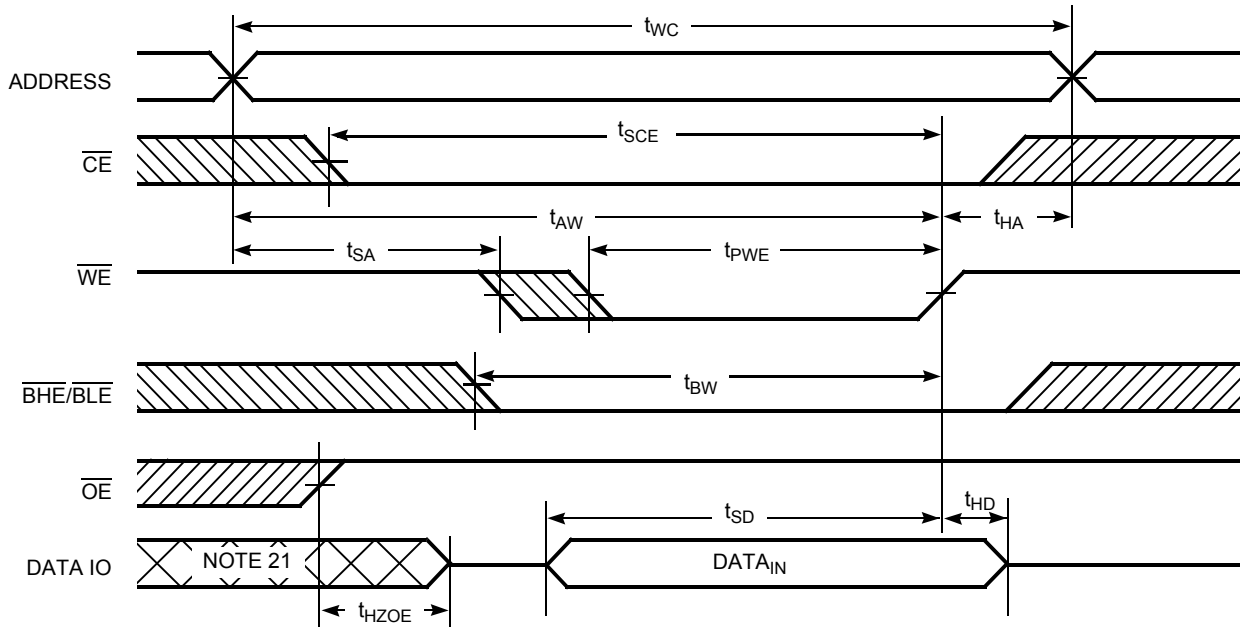 tWC
ADDRESS
tSCE
CE
tAW
tHA
tSA
tPWE
WE
BHE/BLE
tBW
OE
tSD
tHD
DATA IO
NOTE 21
DATAIN
tHZOE